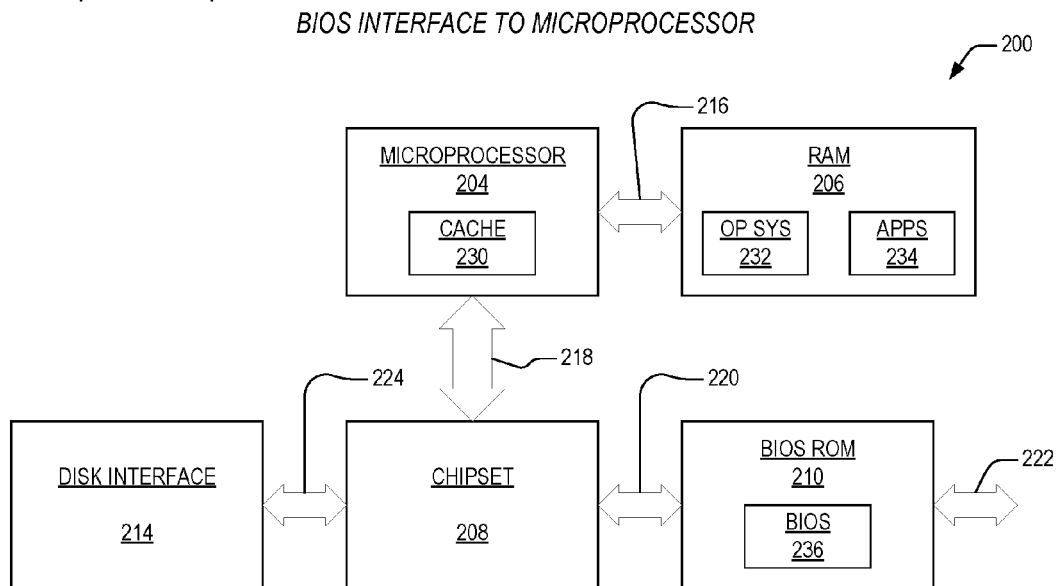 BIOS INTERFACE TO MICROPROCESSOR
200
216
MICROPROCESSOR
204
CACHE
230
RAM
206
OP SYS
232
APPS
234
218
224
220
222
DISK INTERFACE
214
CHIPSET
208
BIOS ROM
210
BIOS
236